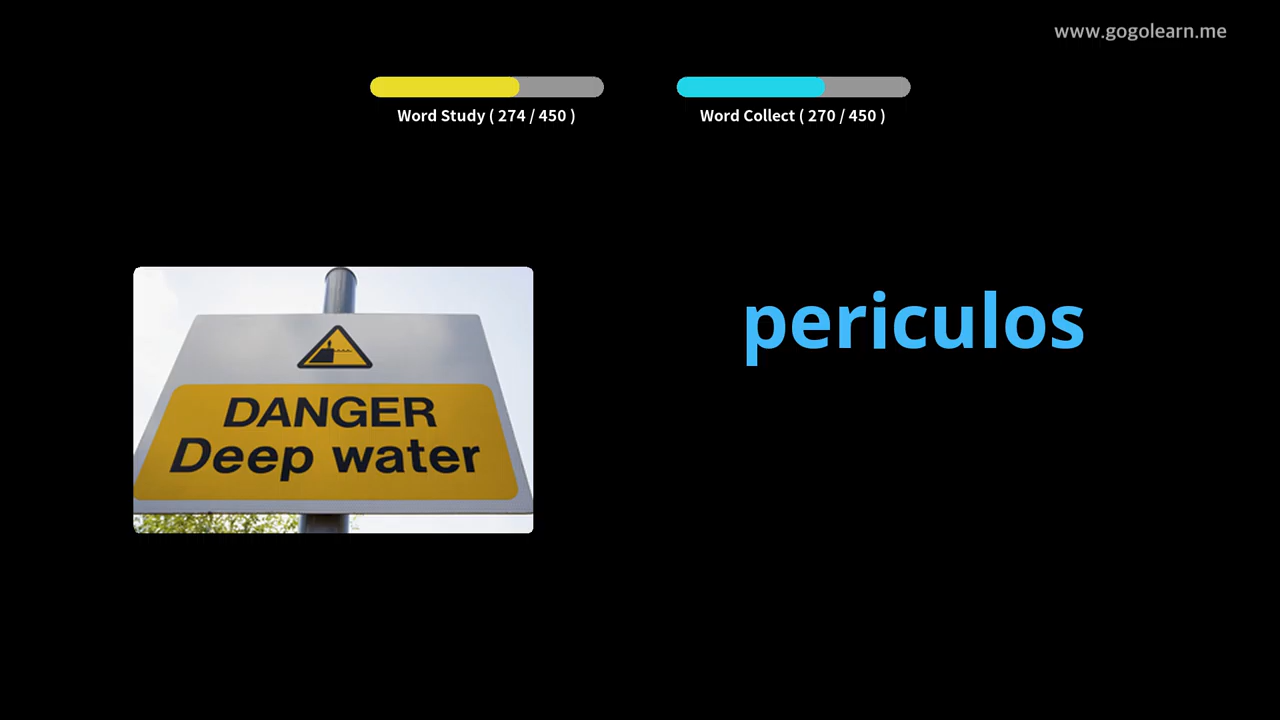 www.gogolearn.me
Word Study ( 274 / 450 )
Word Collect ( 270 / 450 )
periculos
DANGER
Deep water